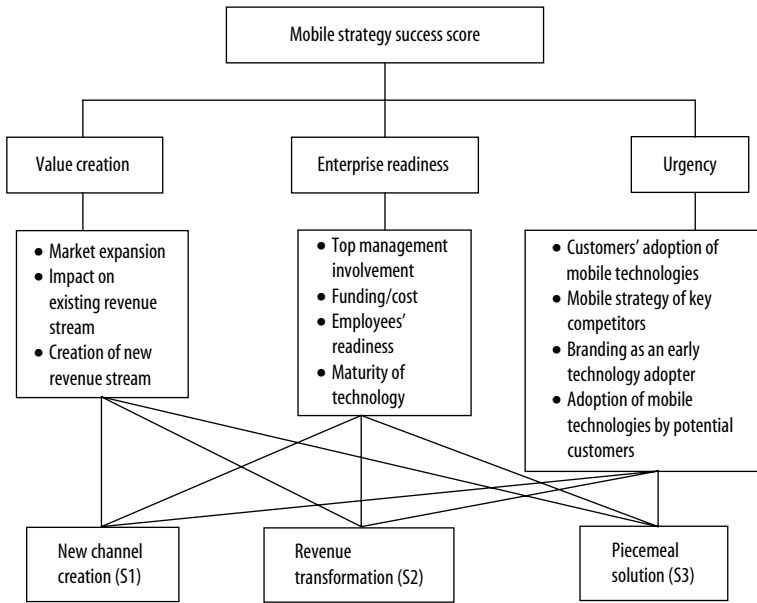 Mobile strategy success score
Value creation
Enterprise readiness
Urgency
● Market expansion
● Impact on
existing revenue
stream
● Creation of new
revenue stream
● Top management
involvement
● Funding/cost
● Employees’
readiness
● Maturity of
technology
● Customers’ adoption of
mobile technologies
● Mobile strategy of key
competitors
● Branding as an early
technology adopter
● Adoption of mobile
technologies by potential
customers
New channel
creation (S1)
Revenue
transformation (S2)
Piecemeal
solution (S3)